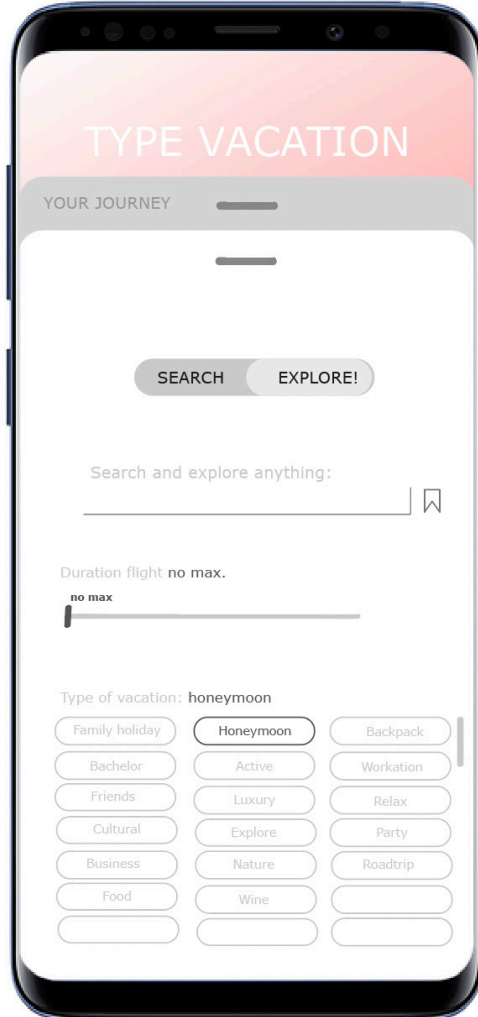 TYPE VACATION
YOUR JOURNEY
SEARCH EXPLORE!
Search and explore anything:
Duration flight no max.
no max
Type of vacation: honeymoon
Family holiday Honeymoon Backpack
Bachelor Active Workation
Friends Luxury Relax
Cultural Explore Party
Business Nature Roadtrip
Food Wine